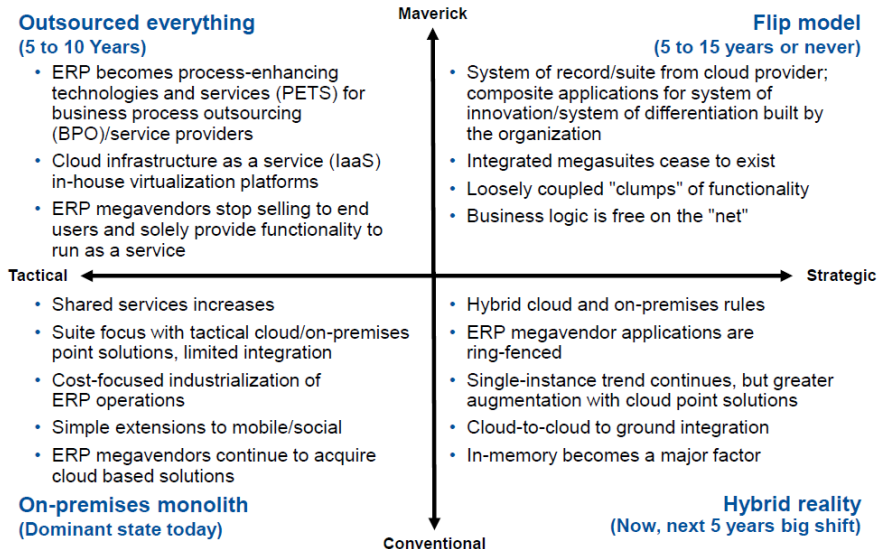 Maverick
Outsourced everything
(5 to 10 Years)
• ERP becomes process-enhancing
technologies and services (PETS) for
business process outsourcing
(BPO)/service providers
• Cloud infrastructure as a service (IaaS)
in-house virtualization platforms
• ERP megavendors stop selling to end
users and solely provide functionality to
run as a service
Flip model
(5 to 15 years or never)
• System of record/suite from cloud provider;
composite applications for system of
innovation/system of differentiation built by
the organization
• Integrated megasuites cease to exist
• Loosely coupled "clumps" of functionality
• Business logic is free on the "net"
Tactical
Strategic
• Shared services increases
• Suite focus with tactical cloud/on-premises
point solutions, limited integration
• Cost-focused industrialization of
ERP operations
• Simple extensions to mobile/social
• ERP megavendors continue to acquire
cloud based solutions
On-premises monolith
(Dominant state today)
• Hybrid cloud and on-premises rules
• ERP megavendor applications are
ring-fenced
• Single-instance trend continues, but greater
augmentation with cloud point solutions
• Cloud-to-cloud to ground integration
• In-memory becomes a major factor
Hybrid reality
(Now, next 5 years big shift)
Conventional